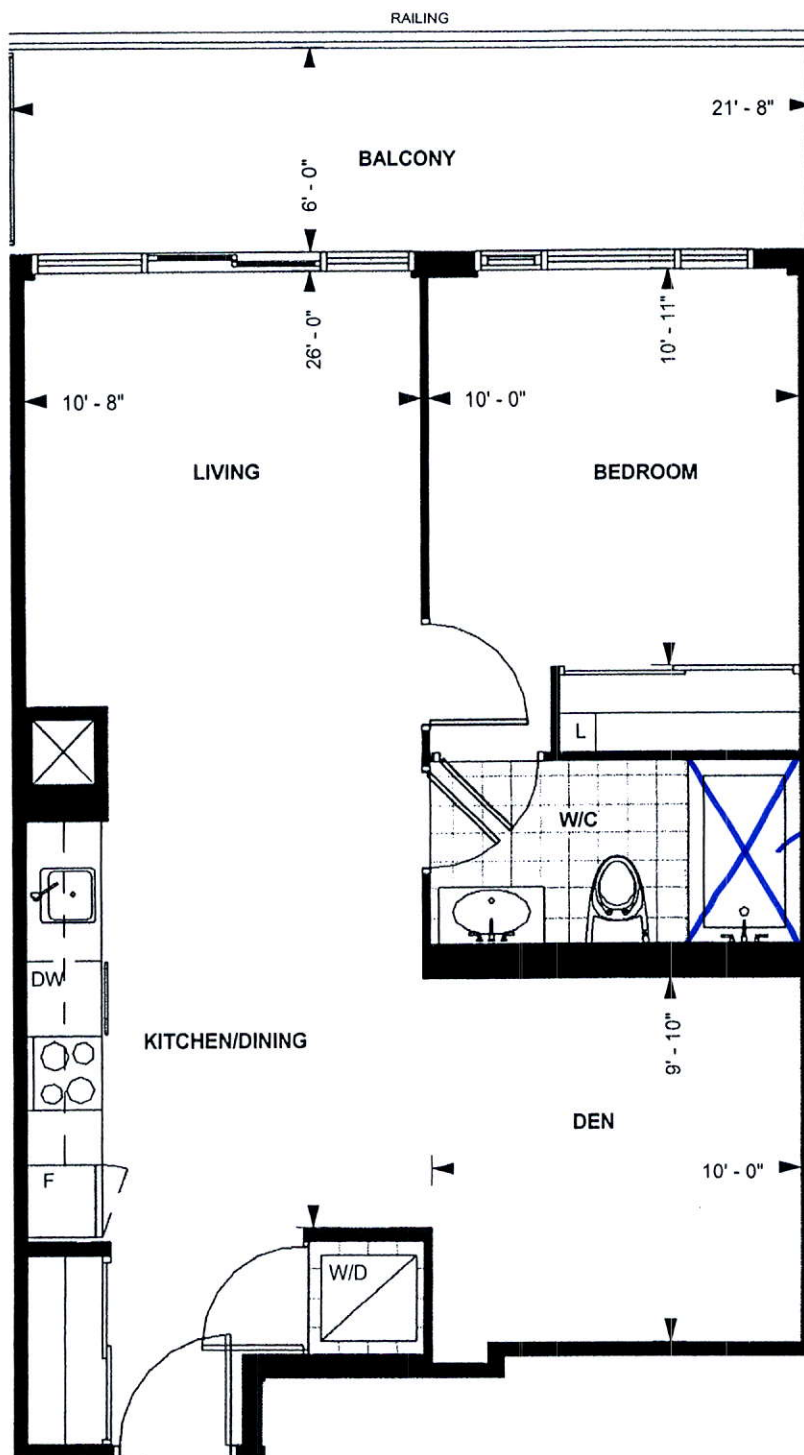 RAILING
21' - 8"
BALCONY
6' - 0"
26' - 0"
10' - 11"
10' - 8"
10' - 0"
LIVING
BEDROOM
L
W/C
DW
9' - 10"
KITCHEN/DINING
DEN
10' - 0"
F
W/D